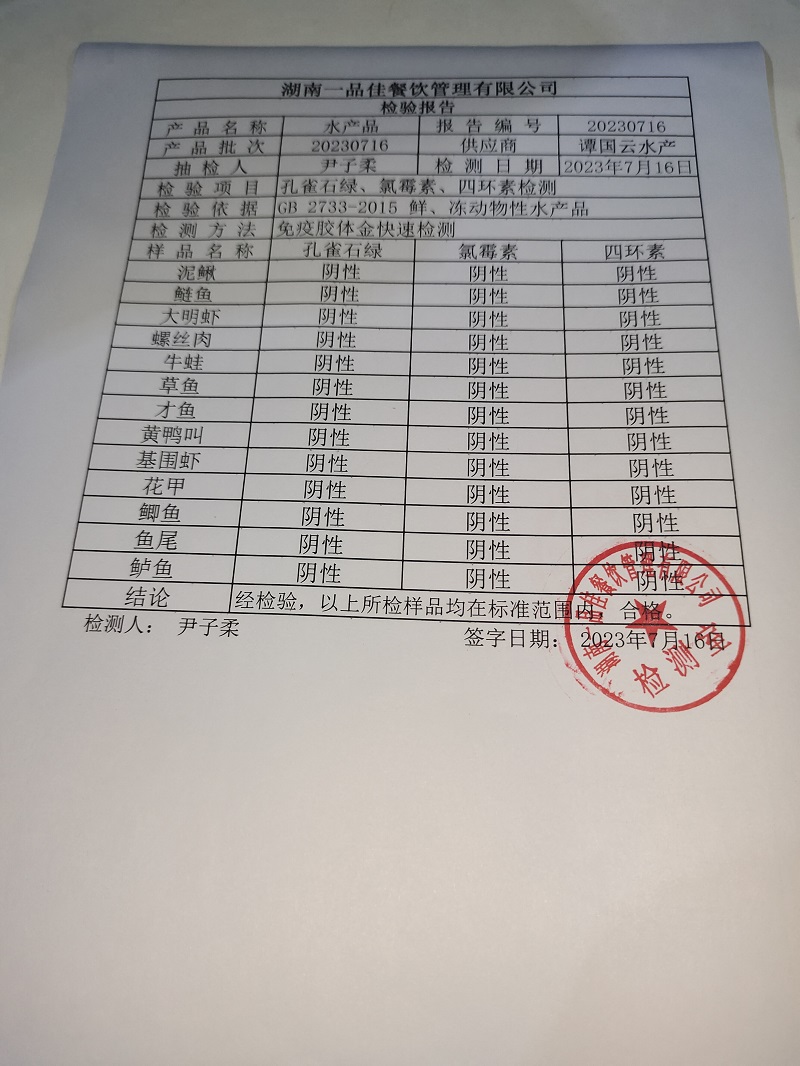 湖南一品佳餐饮管理有限公司
检验报告
产品名称 水产品 报告编号 20230716
产品批次 20230716 供应商 谭国云水产
抽检人 尹子柔 检测日期 2023年7月16日
检验项目 孔雀石绿、氯霉素、四环素检测
检验依据 GB 2733-2015 鲜、冻动物性水产品
检测方法 免疫胶体金快速检测
样品名称 孔雀石绿 氯霉素 四环素
泥鳅 阴性 阴性 阴性
鲢鱼 阴性 阴性 阴性
大明虾 阴性 阴性 阴性
螺丝肉 阴性 阴性 阴性
牛蛙 阴性 阴性 阴性
草鱼 阴性 阴性 阴性
才鱼 阴性 阴性 阴性
黄鸭叫 阴性 阴性 阴性
基围虾 阴性 阴性 阴性
花甲 阴性 阴性 阴性
鲫鱼 阴性 阴性 阴性
鱼尾 阴性 阴性 阴性
鲈鱼 阴性 阴性 阴性
结论 经检验，以上所检样品均在标准范围内，合格。
检测人： 尹子柔 签字日期： 2023年7月16日
湖南一品佳餐饮管理有限公司
检测室